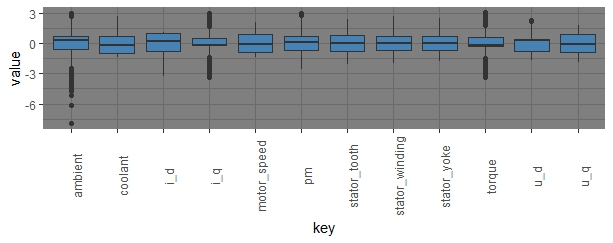 3
0
-3
-6
value
ambient
coolant
i_d
i_q
motor_speed
pm
stator_tooth
stator_winding
stator_yoke
torque
u_d
u_q
key